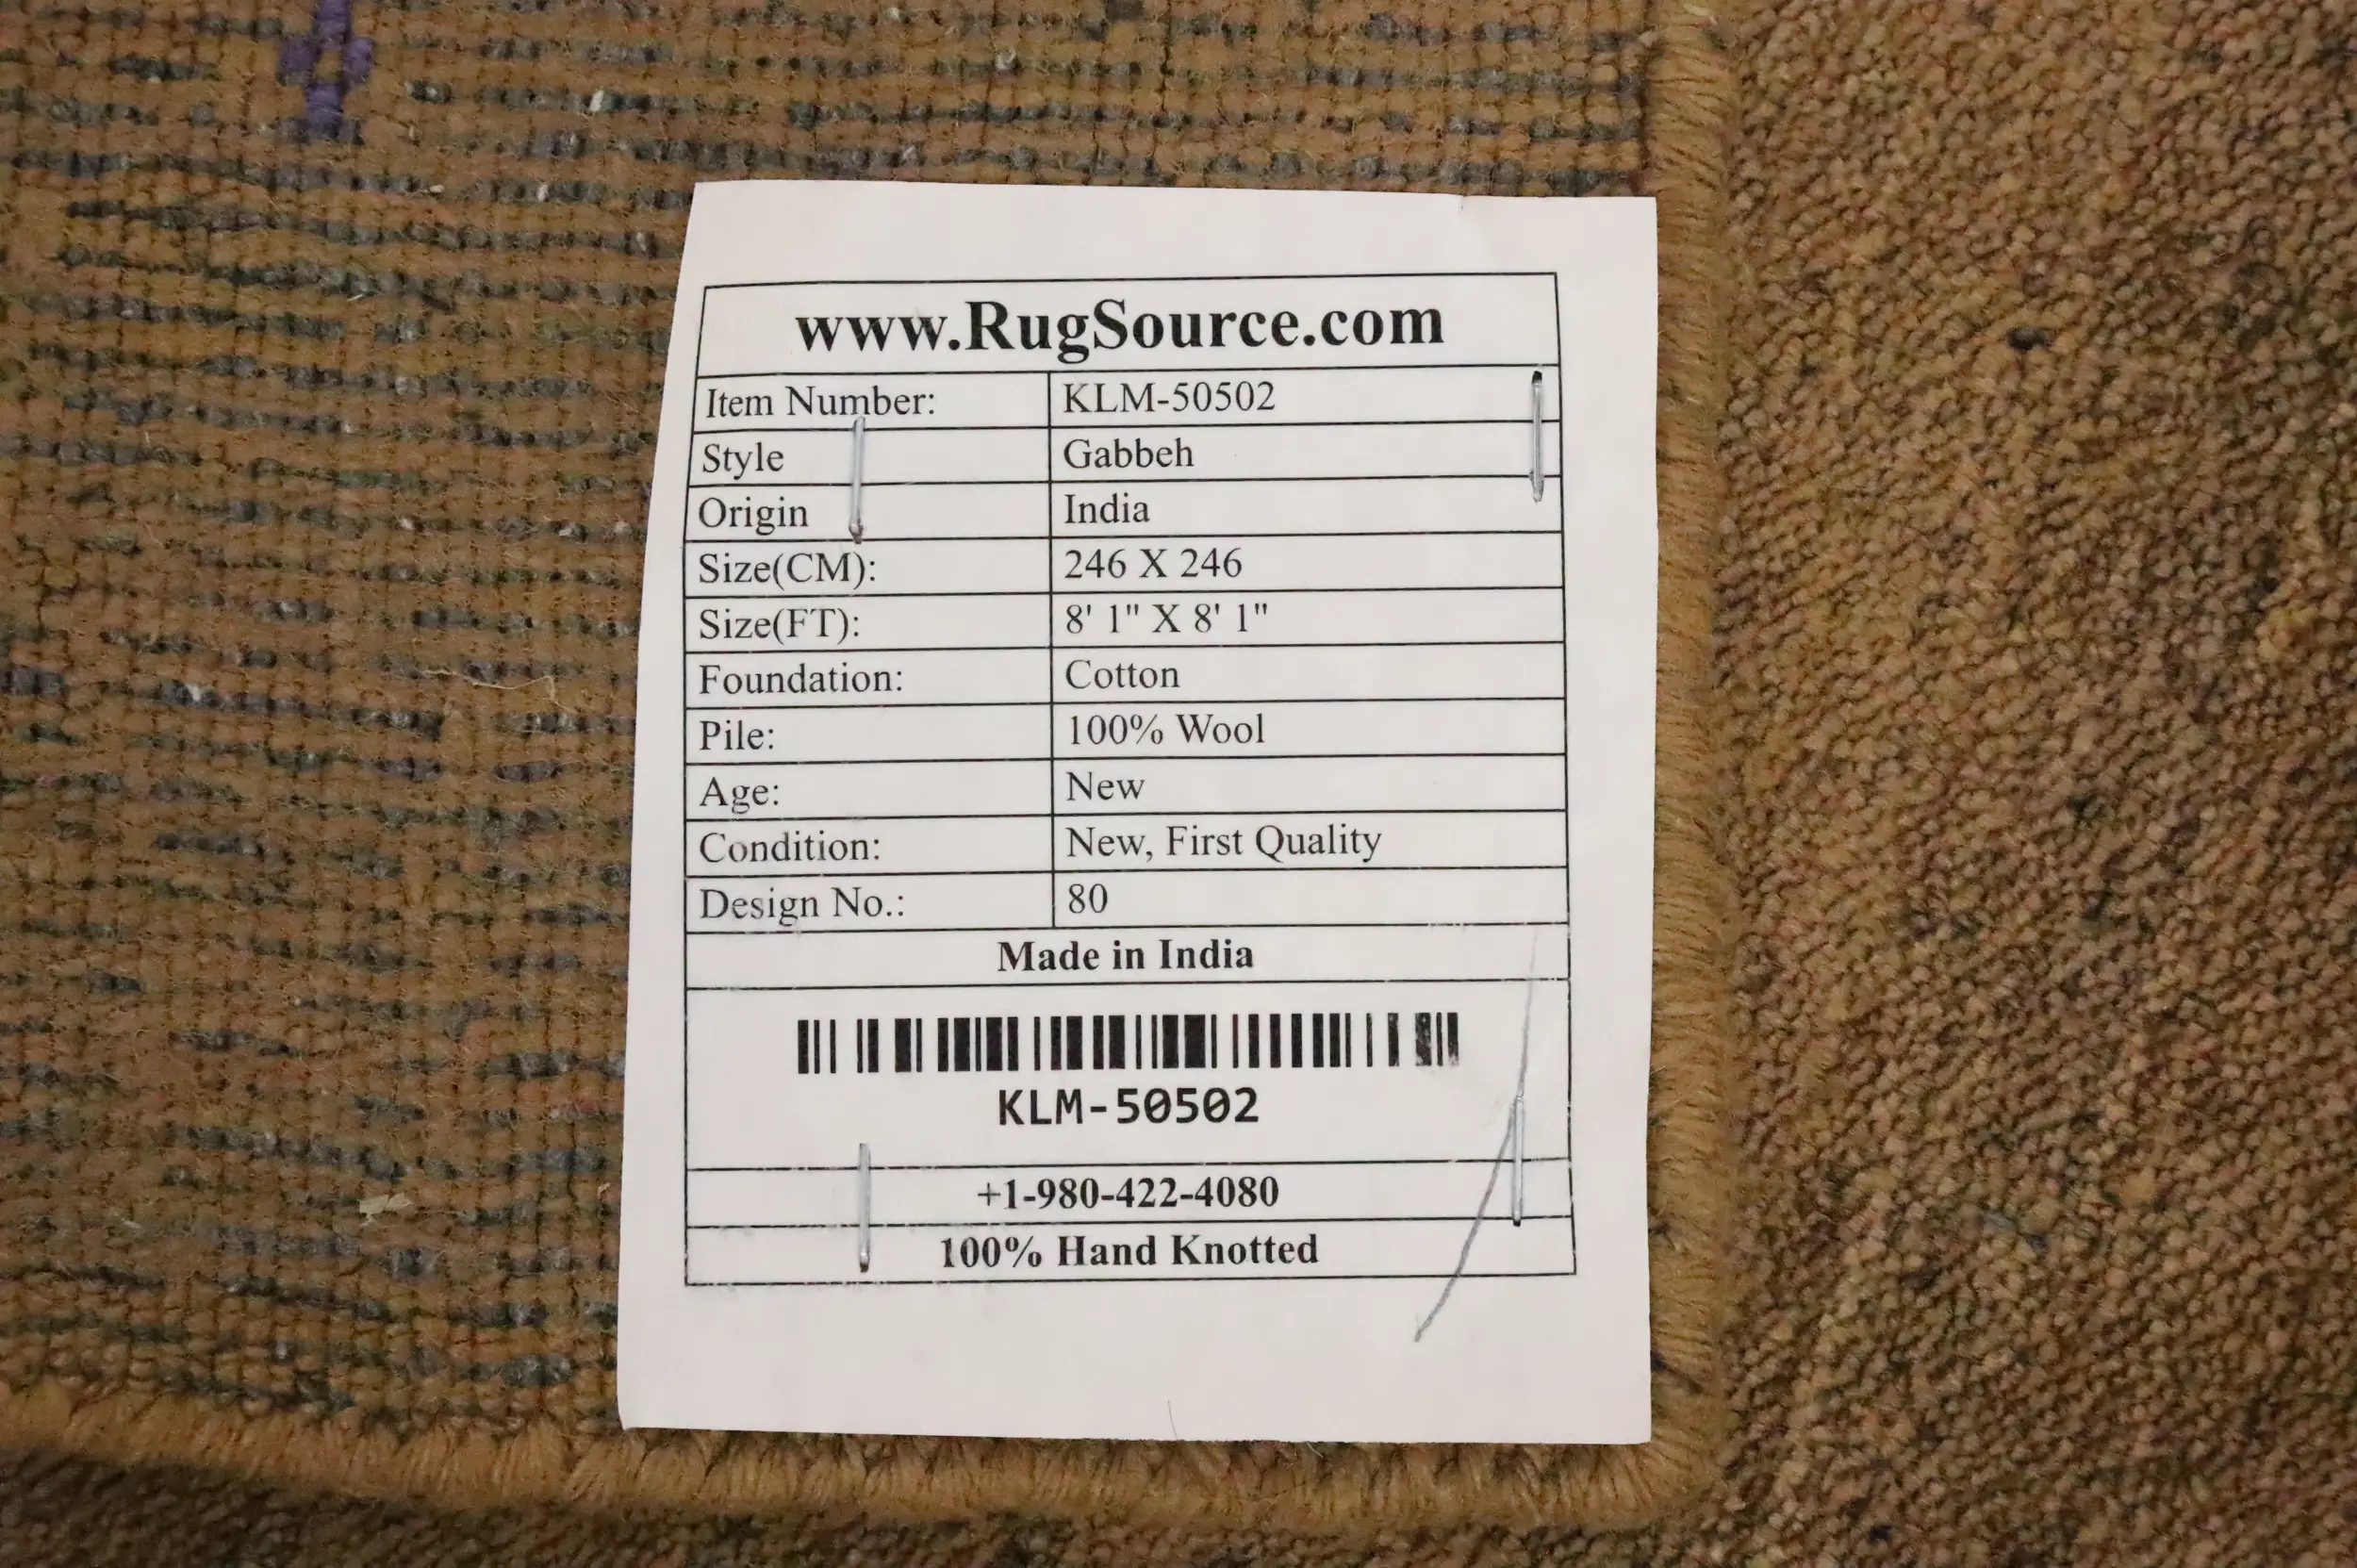 www.RugSource.com
Item Number: KLM-50502
Style Gabbeh
Origin India
Size(CM): 246 X 246
Size(FT): 8' 1" X 8' 1"
Foundation: Cotton
Pile: 100% Wool
Age: New
Condition: New, First Quality
Design No.: 80
Made in India
KLM-50502
+1-980-422-4080
100% Hand Knotted